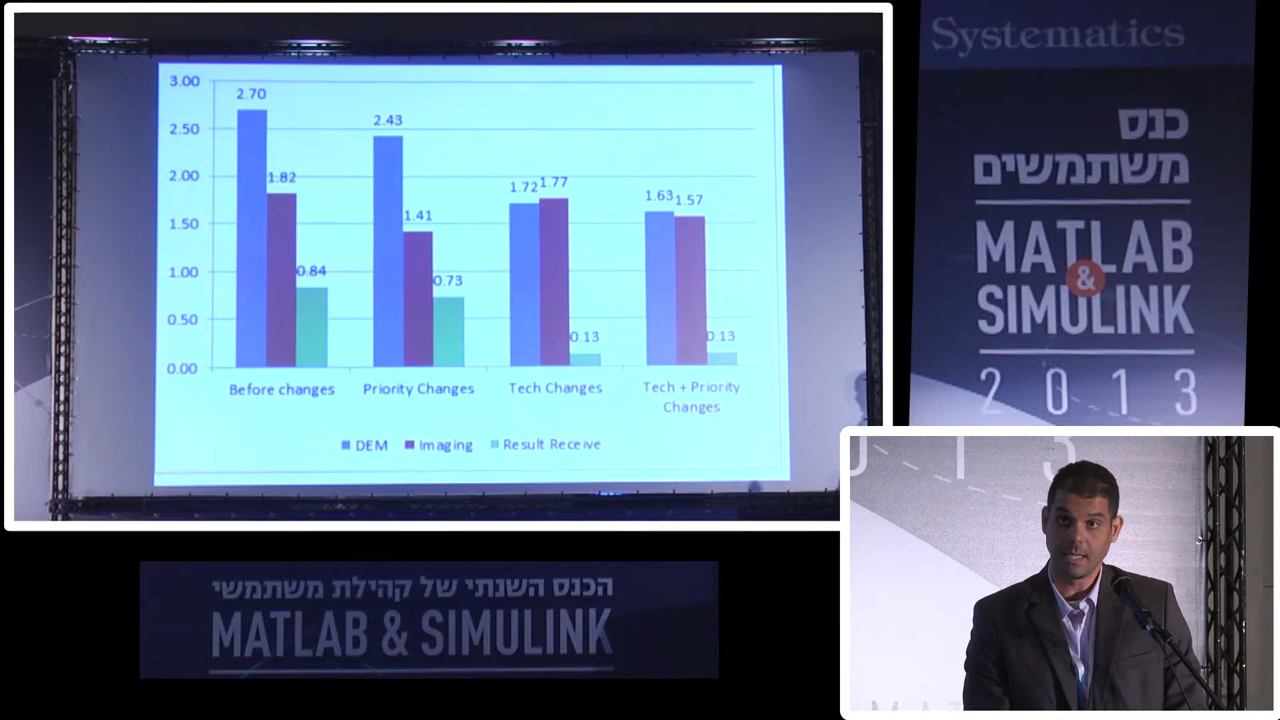 3.00
2.50
2.00
1.50
1.00
0.50
0.00
2.70
1.82
0.84
2.43
1.41
0.73
1.72
1.77
0.13
1.63
1.57
0.13
Before changes
Priority Changes
Tech Changes
Tech + Priority
Changes
DEM Imaging Result Receive
Systematics
כנס
משתמשים
MATLAB
&
SIMULINK
2013
הכנס השנתי של קהילת משתמשי
MATLAB & SIMULINK